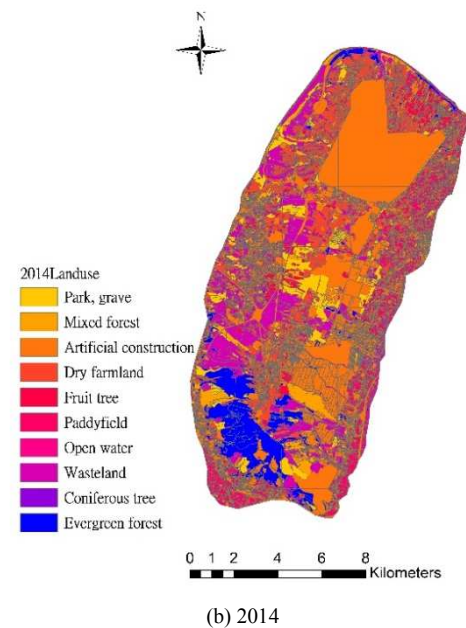 N
2014Landuse
Park, grave
Mixed forest
Artificial construction
Dry farmland
Fruit tree
Paddyfield
Open water
Wasteland
Coniferous tree
Evergreen forest
0 1 2 4 6 8
Kilometers
(b) 2014